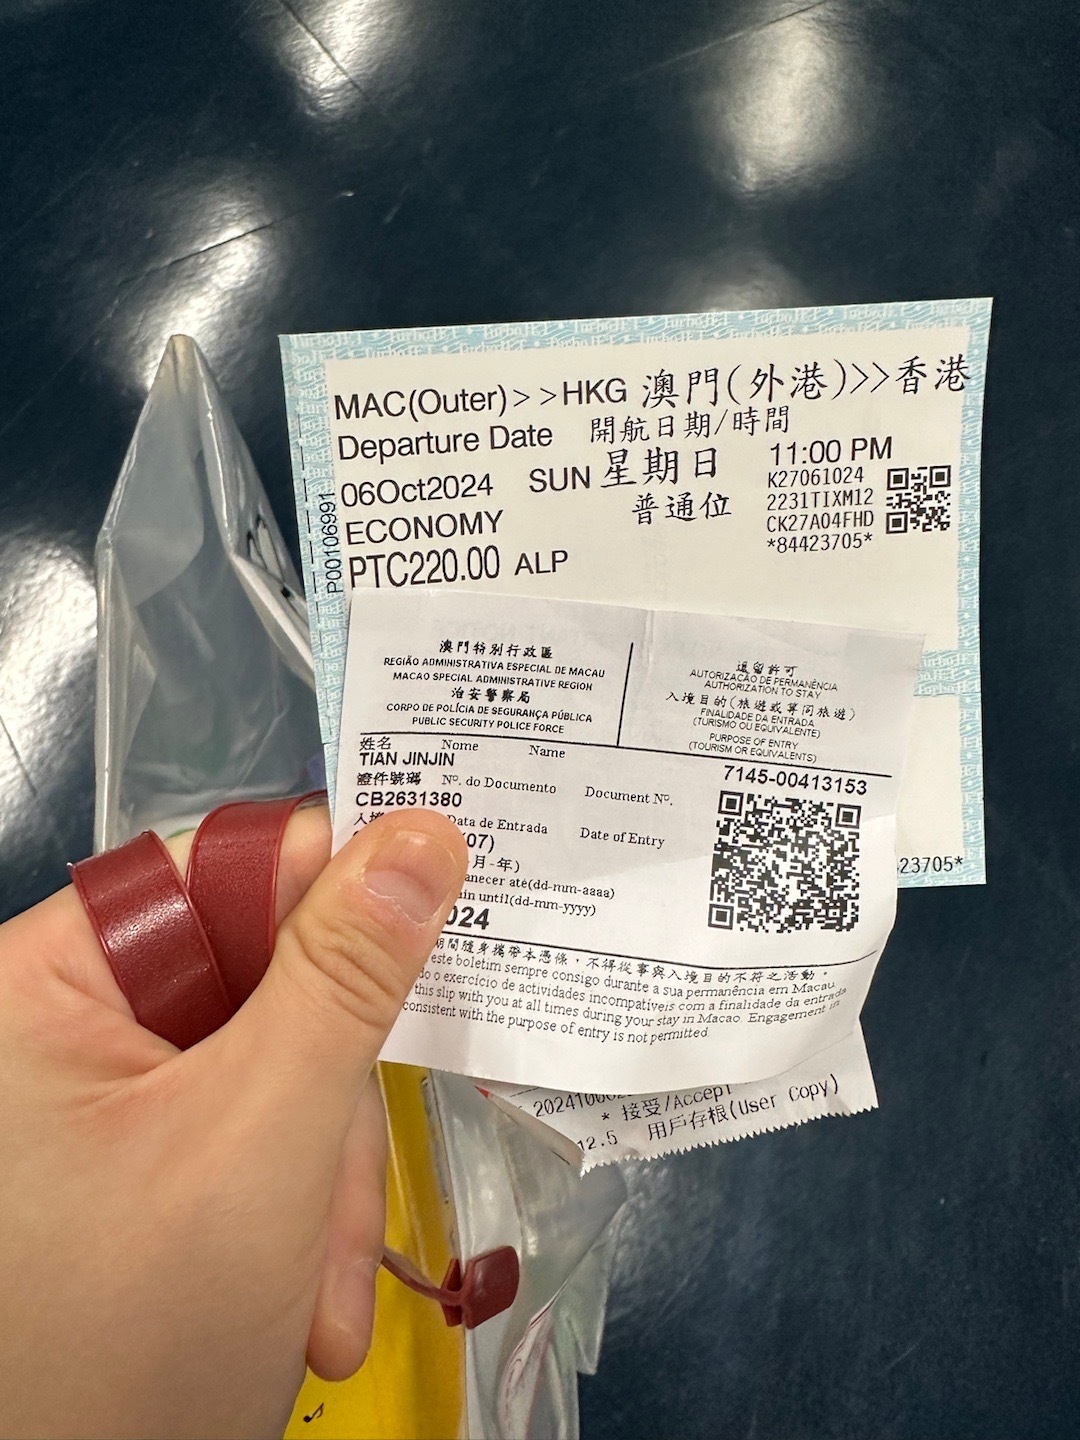 TurboJET
MAC(Outer)>>HKG 澳門(外港)>>香港
Departure Date 開航日期/時間
06Oct2024 SUN 星期日 11:00 PM
ECONOMY 普通位
PTC220.00 ALP
K27061024
2231TIXM12
CK27A04FHD
*84423705*
P00106991
23705*
澳門特別行政區
REGIÃO ADMINISTRATIVA ESPECIAL DE MACAU
MACAO SPECIAL ADMINISTRATIVE REGION
治安警察局
CORPO DE POLÍCIA DE SEGURANÇA PÚBLICA
PUBLIC SECURITY POLICE FORCE
逗留許可
AUTORIZAÇÃO DE PERMANÊNCIA
AUTHORIZATION TO STAY
入境目的(旅遊或等同旅遊)
FINALIDADE DA ENTRADA
(TURISMO OU EQUIVALENTE)
PURPOSE OF ENTRY
(TOURISM OR EQUIVALENTS)
姓名 Nome Name
TIAN JINJIN
7145-00413153
證件號碼 Nº. do Documento Document Nº.
CB2631380
入境 Data de Entrada Date of Entry
07)
月-年)
anecer até(dd-mm-aaaa)
in until(dd-mm-yyyy)
024
期間隨身攜帶本憑條，不得從事與入境目的不符之活動。
este boletim sempre consigo durante a sua permanência em Macau,
do o exercício de actividades incompatíveis com a finalidade da entrada
this slip with you at all times during your stay in Macao. Engagement in
consistent with the purpose of entry is not permitted.
* 接受/Accept
12.5 用戶存根(User Copy)